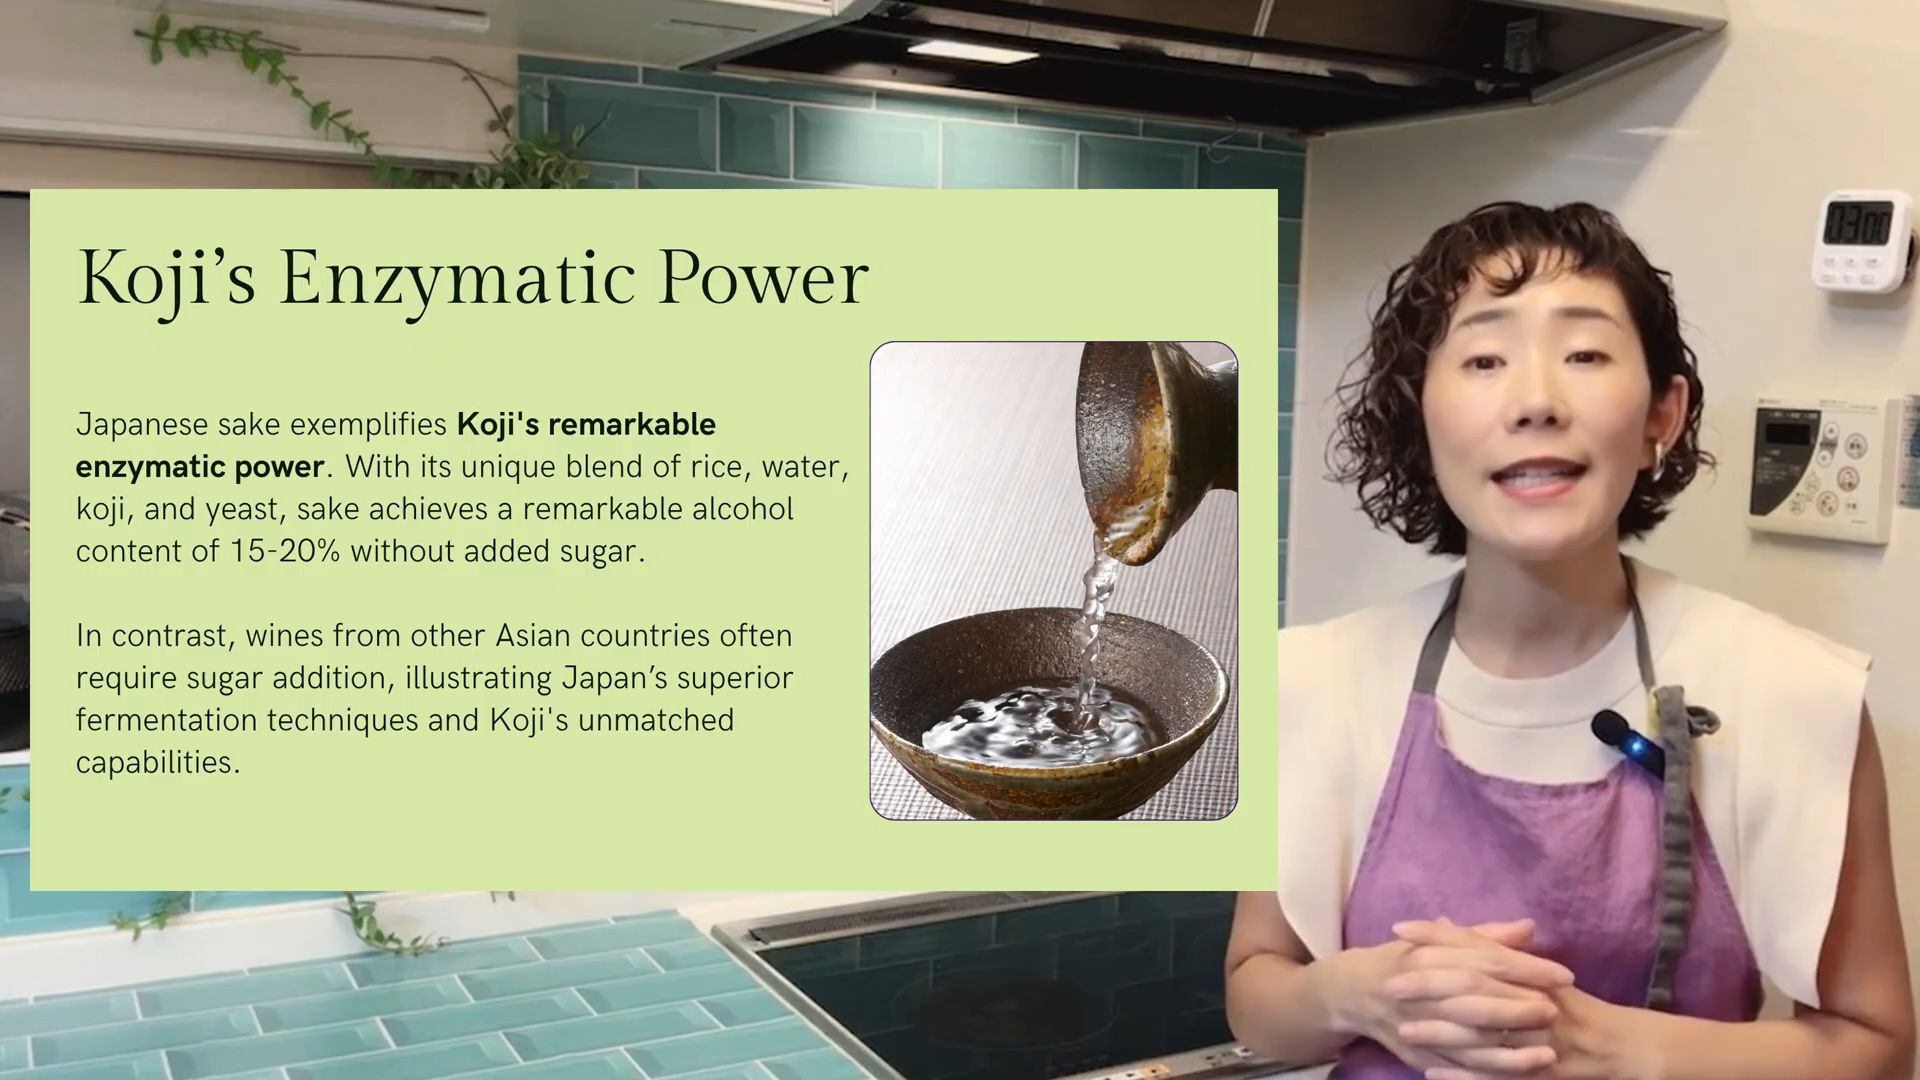 Koji’s Enzymatic Power
Japanese sake exemplifies Koji's remarkable
enzymatic power. With its unique blend of rice, water,
koji, and yeast, sake achieves a remarkable alcohol
content of 15-20% without added sugar.
In contrast, wines from other Asian countries often
require sugar addition, illustrating Japan’s superior
fermentation techniques and Koji's unmatched
capabilities.